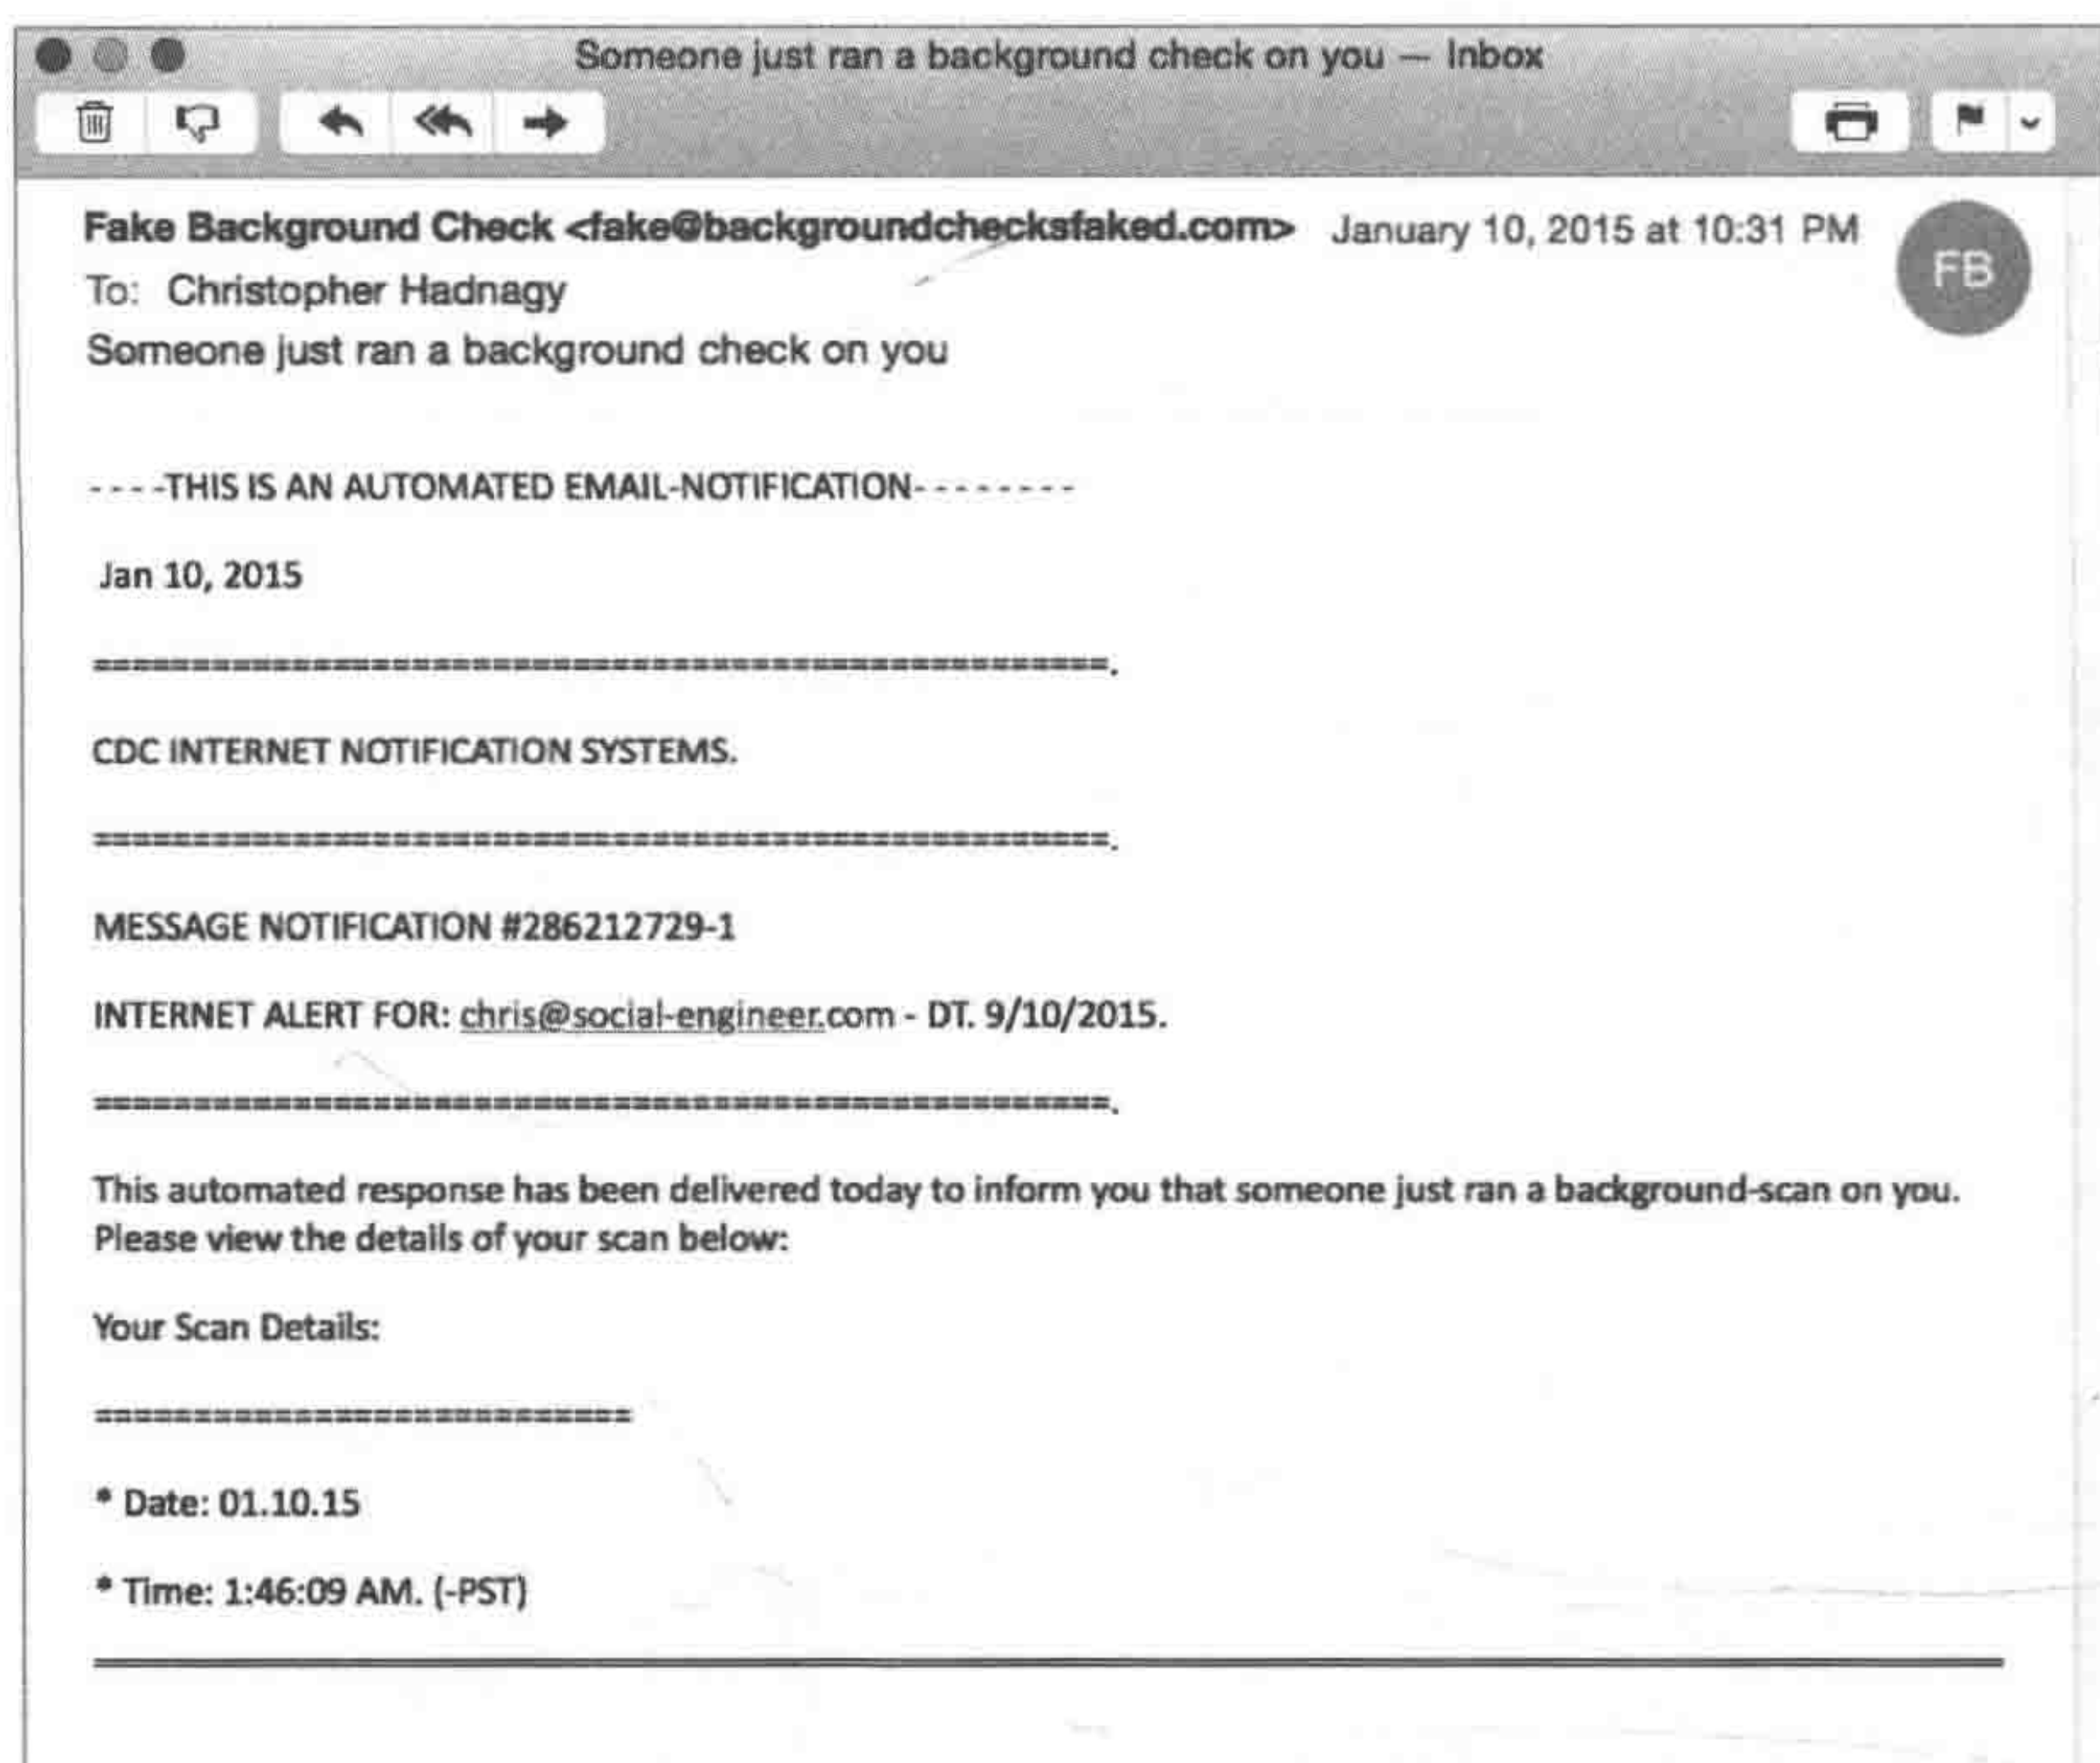 Someone just ran a background check on you — Inbox
Fake Background Check <fake@backgroundchecksfaked.com> January 10, 2015 at 10:31 PM
FB
To: Christopher Hadnagy
Someone just ran a background check on you
- - - -THIS IS AN AUTOMATED EMAIL-NOTIFICATION- - - - - - - -
Jan 10, 2015
===================================================.
CDC INTERNET NOTIFICATION SYSTEMS.
===================================================.
MESSAGE NOTIFICATION #286212729-1
INTERNET ALERT FOR: chris@social-engineer.com - DT. 9/10/2015.
===================================================.
This automated response has been delivered today to inform you that someone just ran a background-scan on you.
Please view the details of your scan below:
Your Scan Details:
===========================
* Date: 01.10.15
* Time: 1:46:09 AM. (-PST)